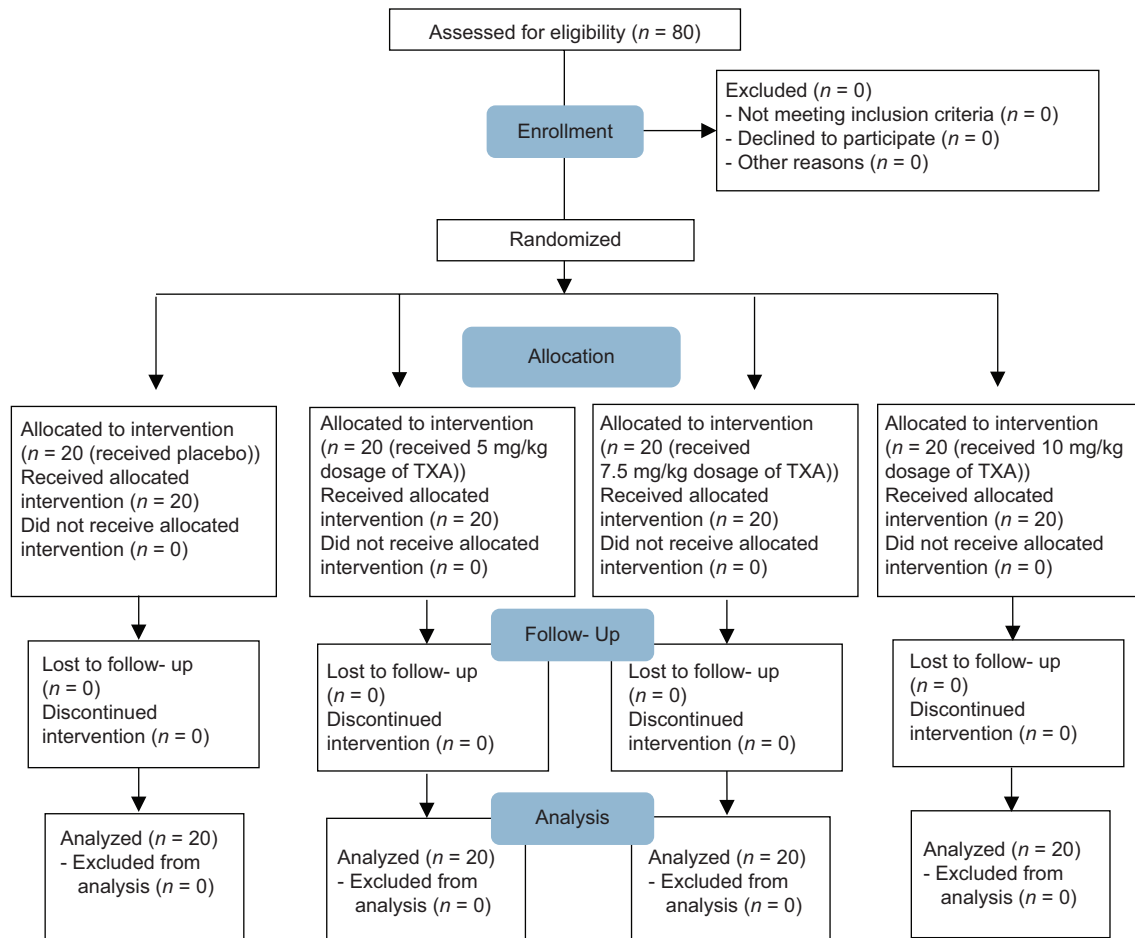 Assessed for eligibility (n = 80)
Excluded (n = 0)
- Not meeting inclusion criteria (n = 0)
- Declined to participate (n = 0)
- Other reasons (n = 0)
Enrollment
Randomized
Allocation
Allocated to intervention
(n = 20 (received placebo))
Received allocated
intervention (n = 20)
Did not receive allocated
intervention (n = 0)
Allocated to intervention
(n = 20 (received 5 mg/kg
dosage of TXA))
Received allocated
intervention (n = 20)
Did not receive allocated
intervention (n = 0)
Allocated to intervention
(n = 20 (received
7.5 mg/kg dosage of TXA))
Received allocated
intervention (n = 20)
Did not receive allocated
intervention (n = 0)
Allocated to intervention
(n = 20 (received 10 mg/kg
dosage of TXA))
Received allocated
intervention (n = 20)
Did not receive allocated
intervention (n = 0)
Follow- Up
Lost to follow- up
(n = 0)
Discontinued
intervention (n = 0)
Lost to follow- up
(n = 0)
Discontinued
intervention (n = 0)
Lost to follow- up
(n = 0)
Discontinued
intervention (n = 0)
Lost to follow- up
(n = 0)
Discontinued
intervention (n = 0)
Analysis
Analyzed (n = 20)
- Excluded from
analysis (n = 0)
Analyzed (n = 20)
- Excluded from
analysis (n = 0)
Analyzed (n = 20)
- Excluded from
analysis (n = 0)
Analyzed (n = 20)
- Excluded from
analysis (n = 0)